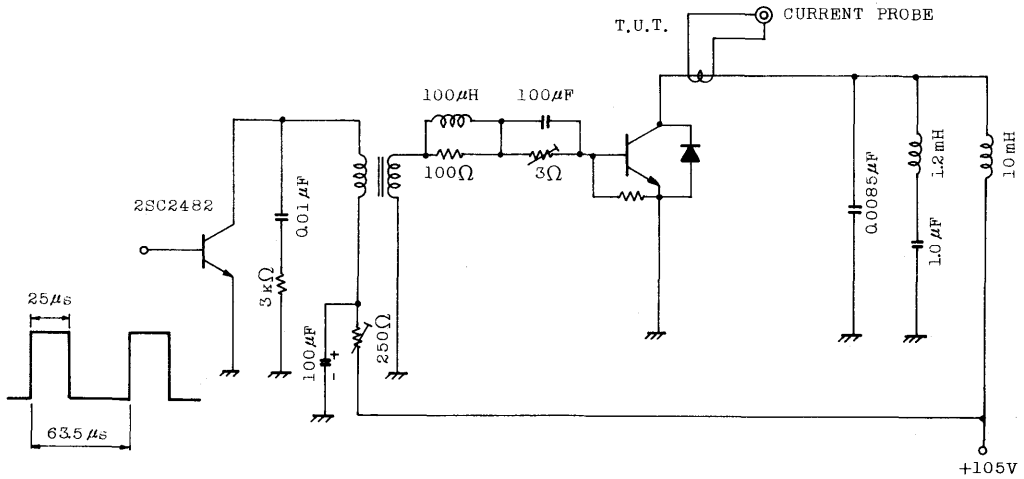 T.U.T.
CURRENT PROBE
100μH
100μF
100Ω
3Ω
2SC2482
0.01μF
3kΩ
25μs
63.5μs
100μF
+
-
250Ω
0.0085μF
1.2mH
1.0μF
10mH
+105V